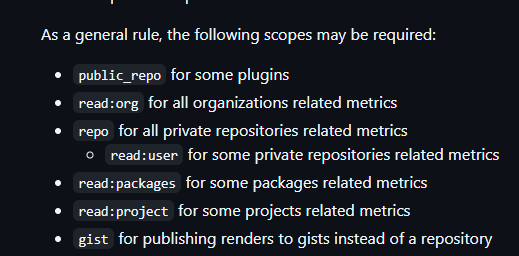 As a general rule, the following scopes may be required:
• public_repo for some plugins
• read:org for all organizations related metrics
• repo for all private repositories related metrics
◦ read:user for some private repositories related metrics
• read:packages for some packages related metrics
• read:project for some projects related metrics
• gist for publishing renders to gists instead of a repository